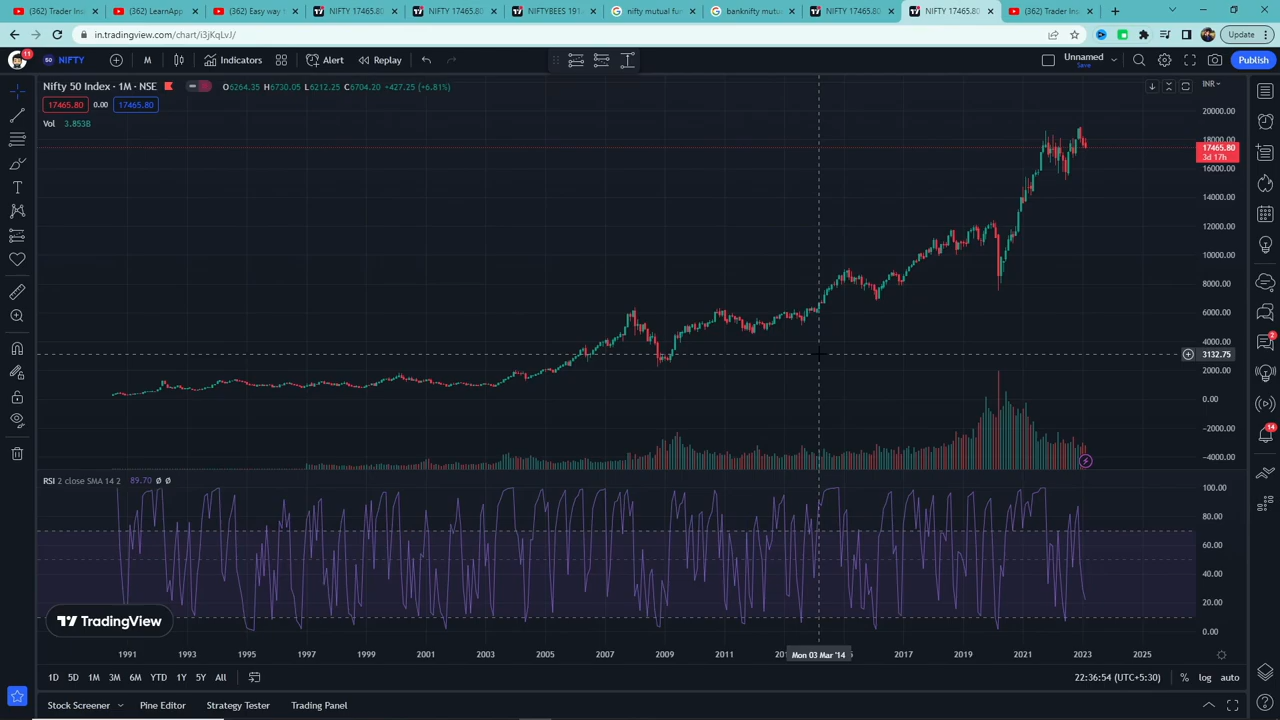 (362) Trader Ins
(362) LearnApp
(362) Easy way t
NIFTY 17465.80
NIFTY 17465.80
NIFTYBEES 191.
nifty mutual fun
banknifty mutu
NIFTY 17465.80
NIFTY 17465.80
(362) Trader Ins
in.tradingview.com/chart/i3jKqLvJ/
Update
11
50 NIFTY
M
Indicators
Alert
Replay
Unnamed
Save
Publish
Nifty 50 Index · 1M · NSE
O6264.35 H6730.05 L6212.25 C6704.20 +427.25 (+6.81%)
INR
17465.80 0.00 17465.80
Vol 3.853B
20000.00
18000.00
17465.80
3d 17h
16000.00
14000.00
12000.00
10000.00
8000.00
6000.00
4000.00
3132.75
2000.00
0.00
−2000.00
−4000.00
2
14
RSI 2 close SMA 14 2 89.70 Ø Ø
100.00
80.00
60.00
40.00
20.00
0.00
TradingView
1991 1993 1995 1997 1999 2001 2003 2005 2007 2009 2011 Mon 03 Mar '14 2017 2019 2021 2023 2025
1D 5D 1M 3M 6M YTD 1Y 5Y All
22:36:54 (UTC+5:30)
% log auto
Stock Screener Pine Editor Strategy Tester Trading Panel